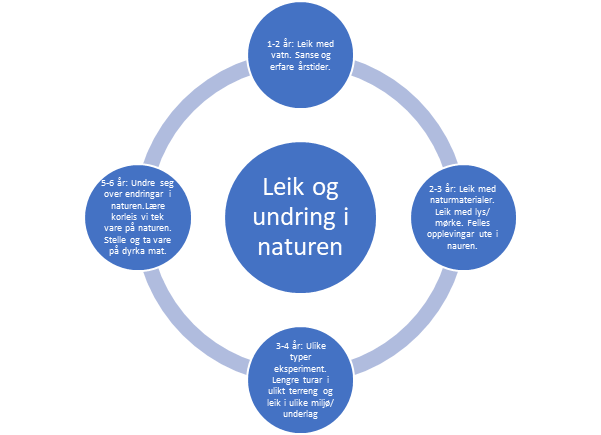 1-2 år: Leik med
vatn. Sanse og
erfare årstider.
Leik og
undring i
naturen
2-3 år: Leik med
naturmaterialer.
Leik med lys/
mørke. Felles
opplevingar ute i
nauren.
3-4 år: Ulike
typer
eksperiment.
Lengre turar i
ulikt terreng og
leik i ulike miljø/
underlag
5-6 år: Undre seg
over endringar i
naturen.Lære
korleis vi tek
vare på naturen.
Stelle og ta vare
på dyrka mat.